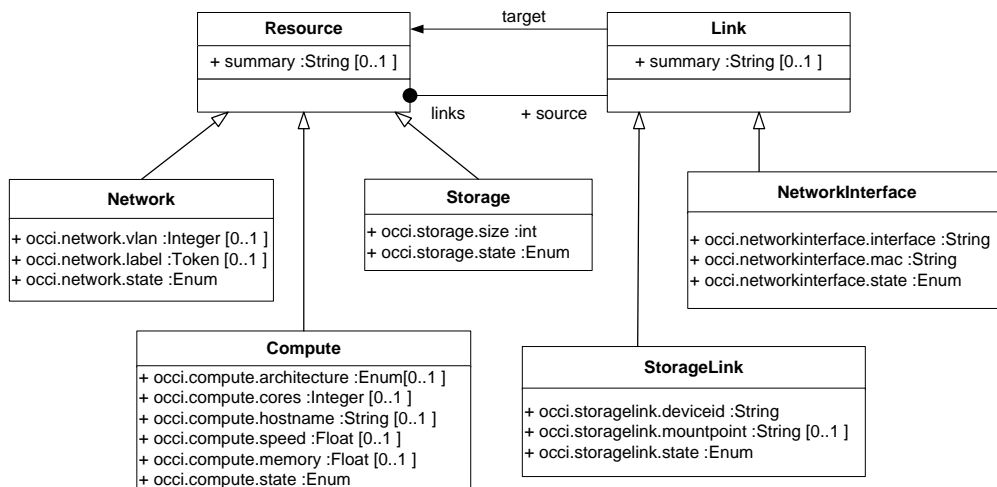 Resource
+ summary :String [0..1 ]
target
Link
+ summary :String [0..1 ]
links
+ source
Network
+ occi.network.vlan :Integer [0..1 ]
+ occi.network.label :Token [0..1 ]
+ occi.network.state :Enum
Storage
+ occi.storage.size :int
+ occi.storage.state :Enum
NetworkInterface
+ occi.networkinterface.interface :String
+ occi.networkinterface.mac :String
+ occi.networkinterface.state :Enum
Compute
+ occi.compute.architecture :Enum[0..1 ]
+ occi.compute.cores :Integer [0..1 ]
+ occi.compute.hostname :String [0..1 ]
+ occi.compute.speed :Float [0..1 ]
+ occi.compute.memory :Float [0..1 ]
+ occi.compute.state :Enum
StorageLink
+ occi.storagelink.deviceid :String
+ occi.storagelink.mountpoint :String [0..1 ]
+ occi.storagelink.state :Enum